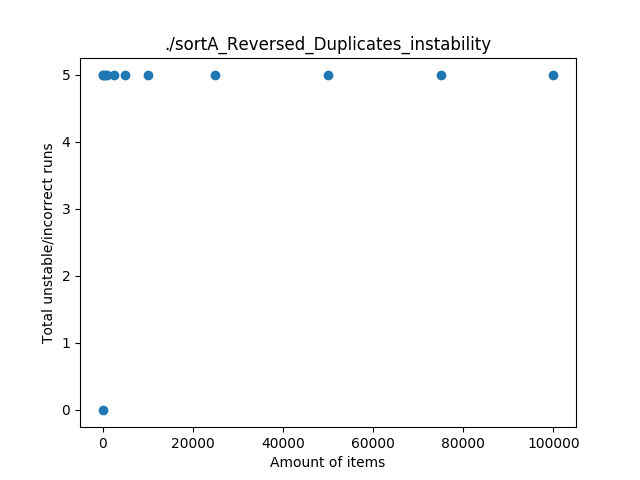 ./sortA_Reversed_Duplicates_instability
Total unstable/incorrect runs
5
4
3
2
1
0
0 20000 40000 60000 80000 100000
Amount of items